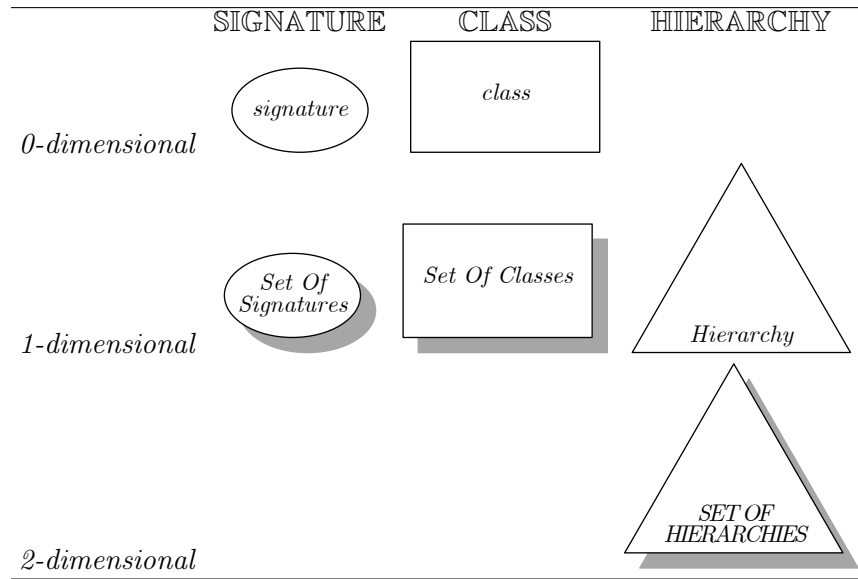 SIGNATURE CLASS HIERARCHY
signature
class
0-dimensional
Set Of
Signatures
Set Of Classes
Hierarchy
1-dimensional
SET OF
HIERARCHIES
2-dimensional